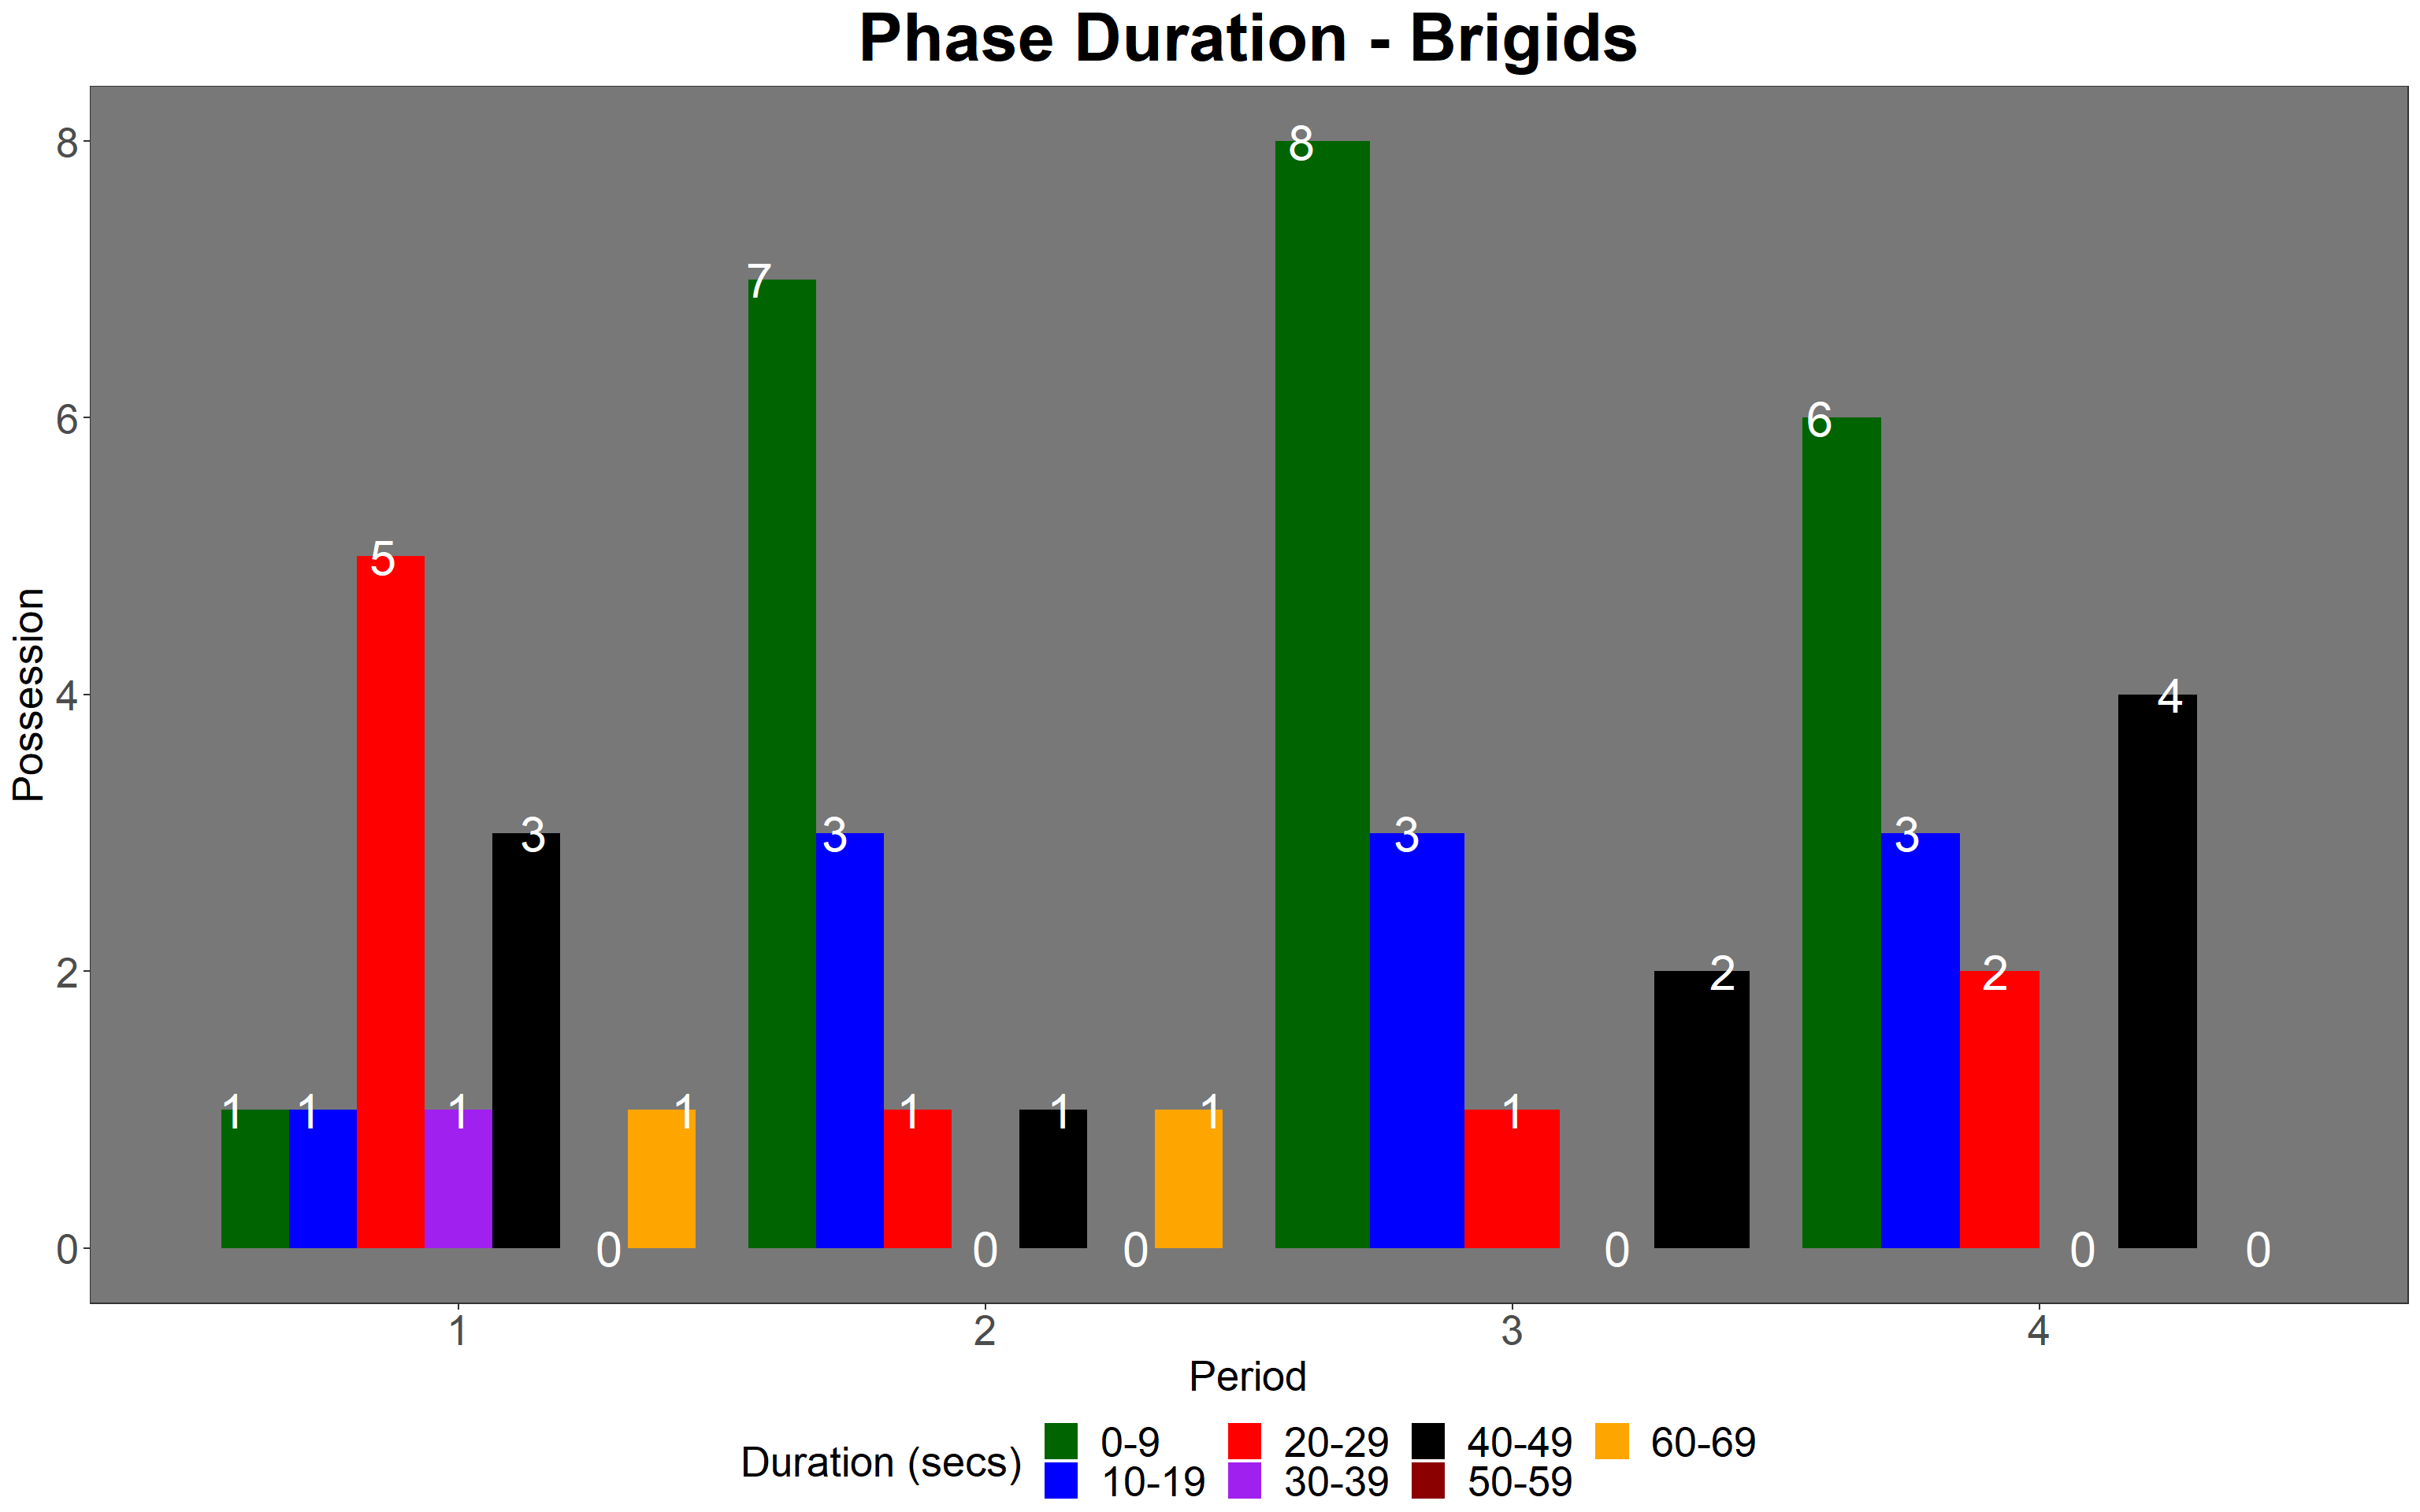 Phase Duration - Brigids
8
8
7
6
6
5
Possession
4
4
3 3 3 3
2
2 2
1 1 1 1 1 1 1 1
0
0 0 0 0 0 0
1 2 3 4
Period
Duration (secs)
0-9 20-29 40-49 60-69
10-19 30-39 50-59